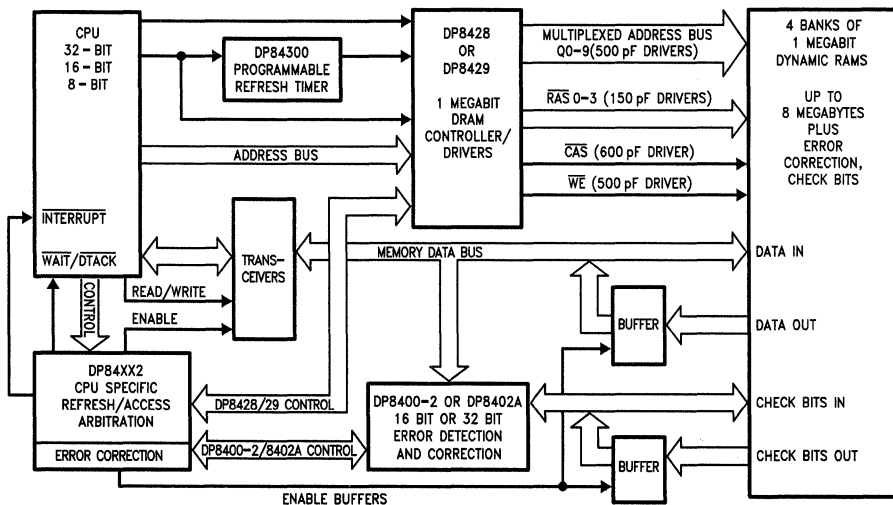 CPU
32-BIT
16-BIT
8-BIT
INTERRUPT
WAIT/DTACK
DP84300
PROGRAMMABLE
REFRESH TIMER
DP8428
OR
DP8429
1 MEGABIT
DRAM
CONTROLLER/
DRIVERS
MULTIPLEXED ADDRESS BUS
Q0-9(500 pF DRIVERS)
RAS 0-3 (150 pF DRIVERS)
CAS (600 pF DRIVER)
WE (500 pF DRIVER)
4 BANKS OF
1 MEGABIT
DYNAMIC RAMS
UP TO
8 MEGABYTES
PLUS
ERROR
CORRECTION,
CHECK BITS
ADDRESS BUS
TRANS-
CEIVERS
MEMORY DATA BUS
DATA IN
CONTROL
READ/WRITE
ENABLE
BUFFER
DATA OUT
DP84XX2
CPU SPECIFIC
REFRESH/ACCESS
ARBITRATION
ERROR CORRECTION
DP8428/29 CONTROL
DP8400-2/8402A CONTROL
DP8400-2 OR DP8402A
16 BIT OR 32 BIT
ERROR DETECTION
AND CORRECTION
CHECK BITS IN
BUFFER
CHECK BITS OUT
ENABLE BUFFERS